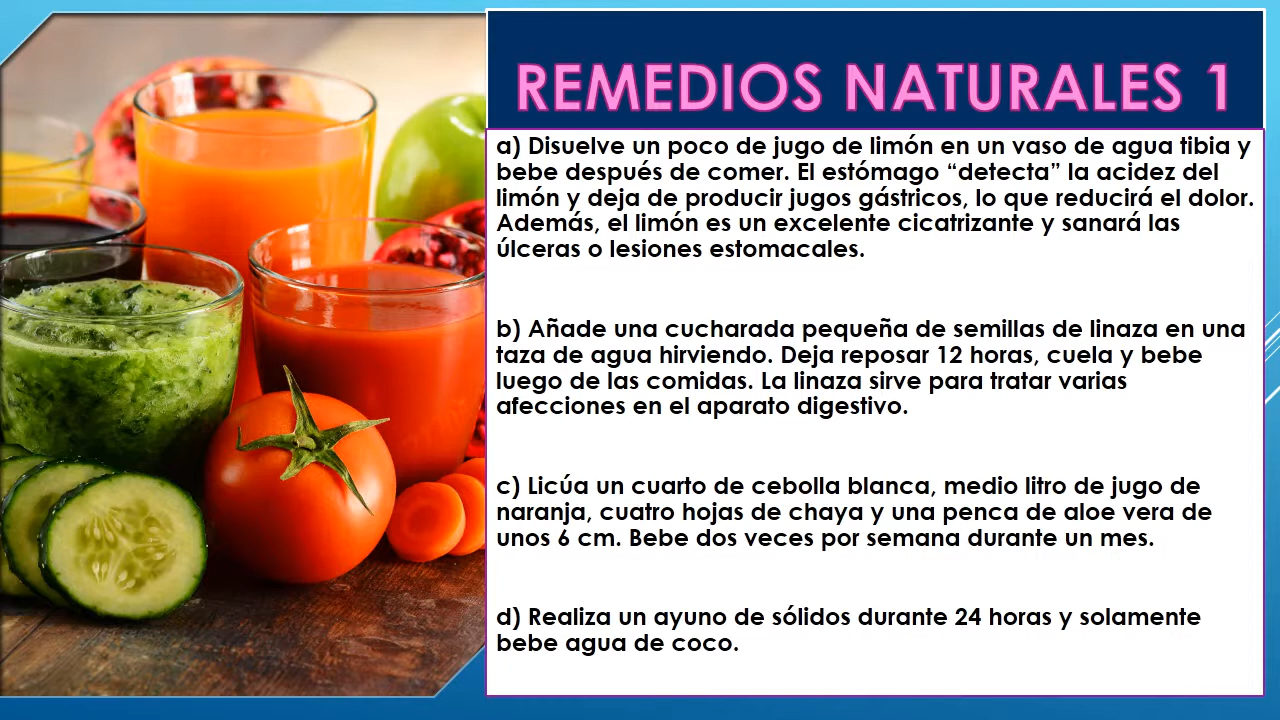 REMEDIOS NATURALES 1
a) Disuelve un poco de jugo de limón en un vaso de agua tibia y
bebe después de comer. El estómago “detecta” la acidez del
limón y deja de producir jugos gástricos, lo que reducirá el dolor.
Además, el limón es un excelente cicatrizante y sanará las
úlceras o lesiones estomacales.
b) Añade una cucharada pequeña de semillas de linaza en una
taza de agua hirviendo. Deja reposar 12 horas, cuela y bebe
luego de las comidas. La linaza sirve para tratar varias
afecciones en el aparato digestivo.
c) Licúa un cuarto de cebolla blanca, medio litro de jugo de
naranja, cuatro hojas de chaya y una penca de aloe vera de
unos 6 cm. Bebe dos veces por semana durante un mes.
d) Realiza un ayuno de sólidos durante 24 horas y solamente
bebe agua de coco.